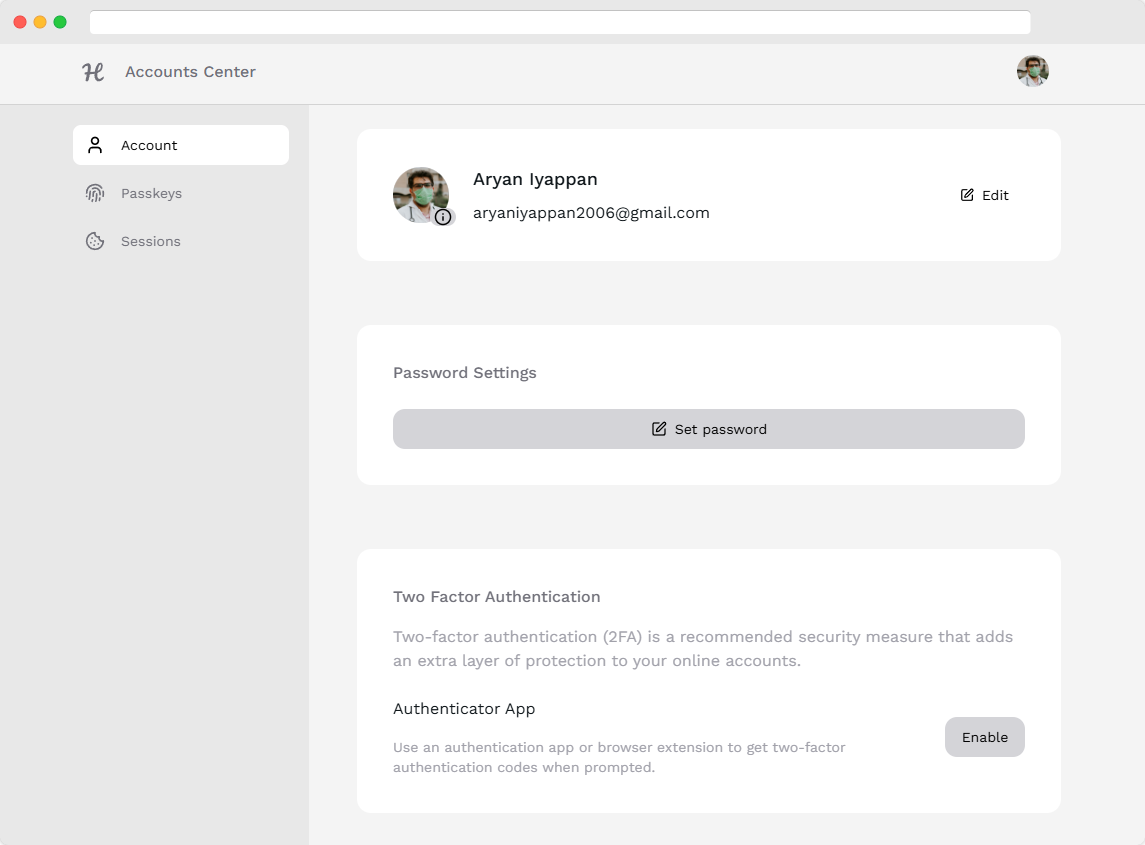 Accounts Center
Account
Passkeys
Sessions
Aryan Iyappan
aryaniyappan2006@gmail.com
Edit
Password Settings
Set password
Two Factor Authentication
Two-factor authentication (2FA) is a recommended security measure that adds
an extra layer of protection to your online accounts.
Authenticator App
Use an authentication app or browser extension to get two-factor
authentication codes when prompted.
Enable